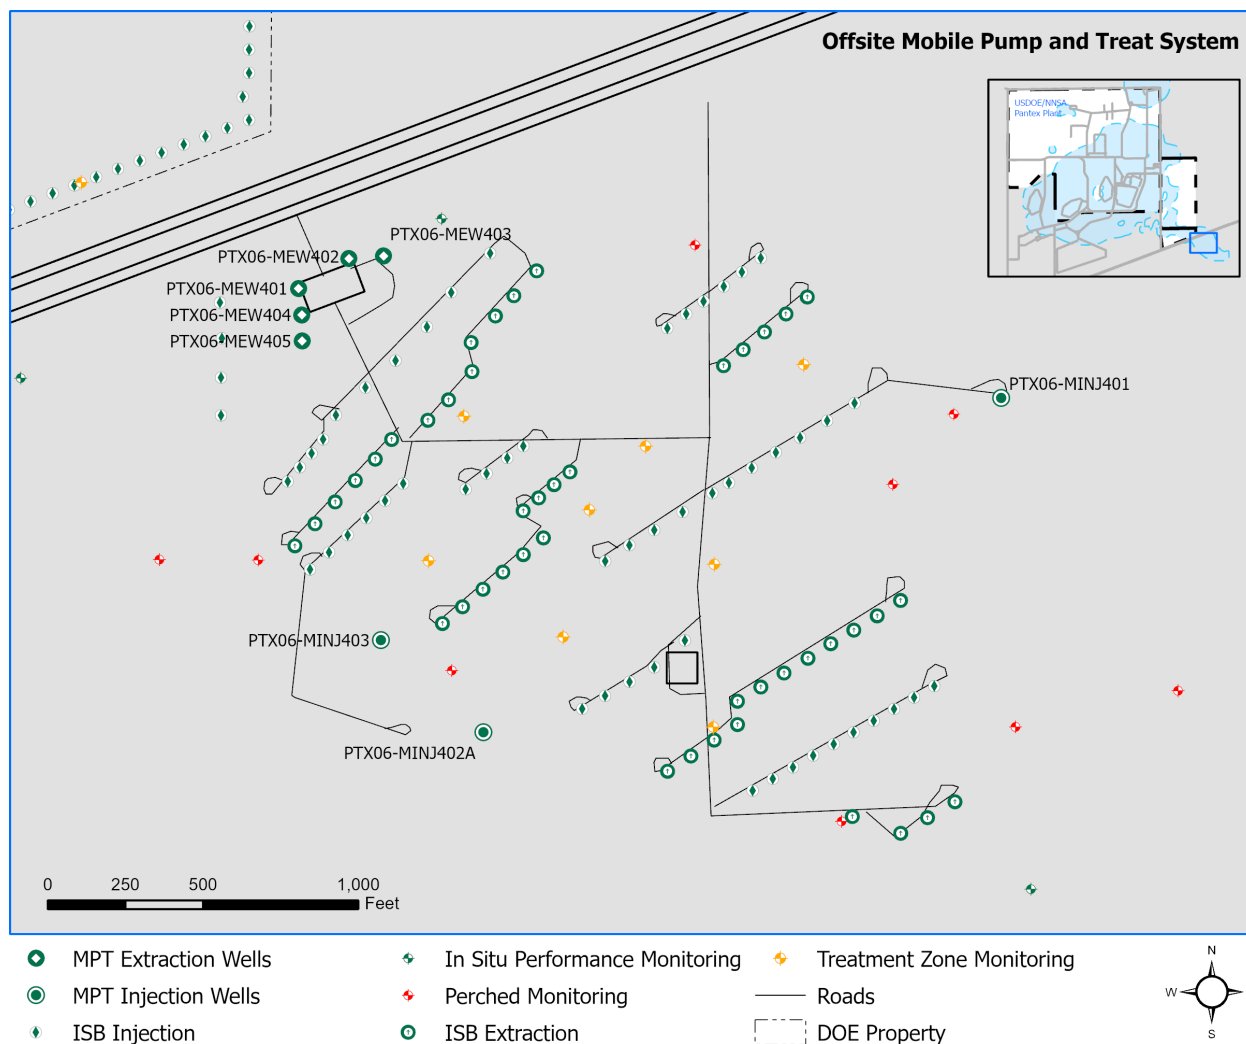 Offsite Mobile Pump and Treat System
USDOE/NNSA
Pantex Plant
PTX06-MEW403
PTX06-MEW402
PTX06-MEW401
PTX06-MEW404
PTX06-MEW405
PTX06-MINJ401
PTX06-MINJ403
PTX06-MINJ402A
0 250 500 1,000
Feet
MPT Extraction Wells
In Situ Performance Monitoring
Treatment Zone Monitoring
MPT Injection Wells
Perched Monitoring
Roads
ISB Injection
ISB Extraction
DOE Property
N
W
S